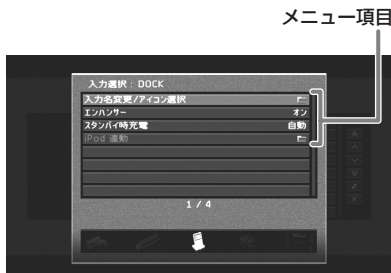 メニュー項目
入力選択：DOCK
入力名変更/アイコン選択
エンハンサー オン
スタンバイ時充電 自動
iPod 連動
1 / 4